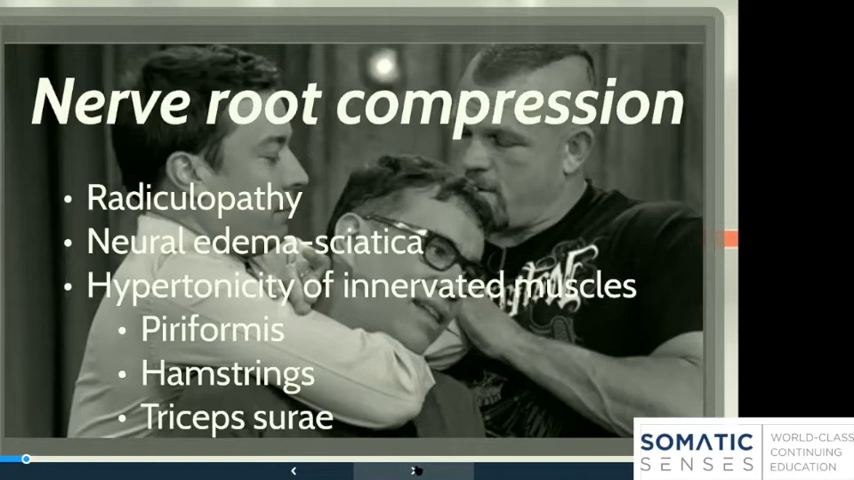 Nerve root compression
• Radiculopathy
• Neural edema-sciatica
• Hypertonicity of innervated muscles
• Piriformis
• Hamstrings
• Triceps surae
SOMATIC
SENSES
WORLD-CLASS
CONTINUING
EDUCATION